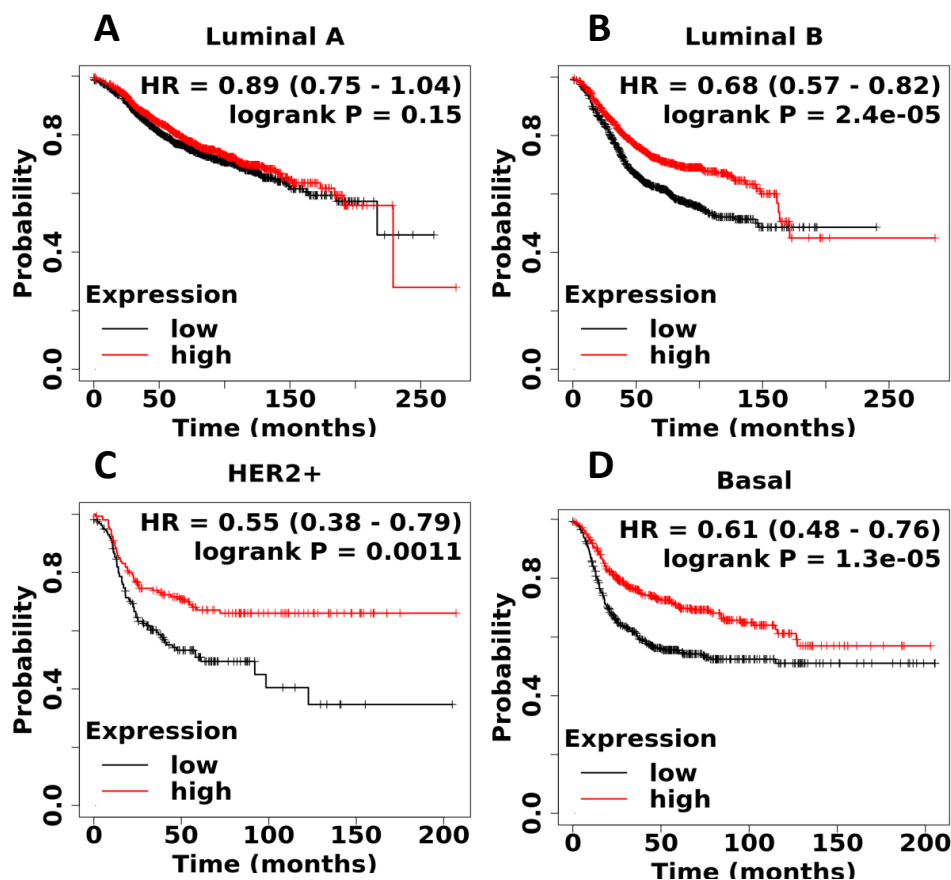 A
Luminal A
HR = 0.89 (0.75 - 1.04)
logrank P = 0.15
Probability
0.8
0.4
0.0
Expression
low
high
0 50 150 250
Time (months)
B
Luminal B
HR = 0.68 (0.57 - 0.82)
logrank P = 2.4e-05
Probability
0.8
0.4
0.0
Expression
low
high
0 50 150 250
Time (months)
C
HER2+
HR = 0.55 (0.38 - 0.79)
logrank P = 0.0011
Probability
0.8
0.4
0.0
Expression
low
high
0 50 100 150 200
Time (months)
D
Basal
HR = 0.61 (0.48 - 0.76)
logrank P = 1.3e-05
Probability
0.8
0.4
0.0
Expression
low
high
0 50 100 150 200
Time (months)